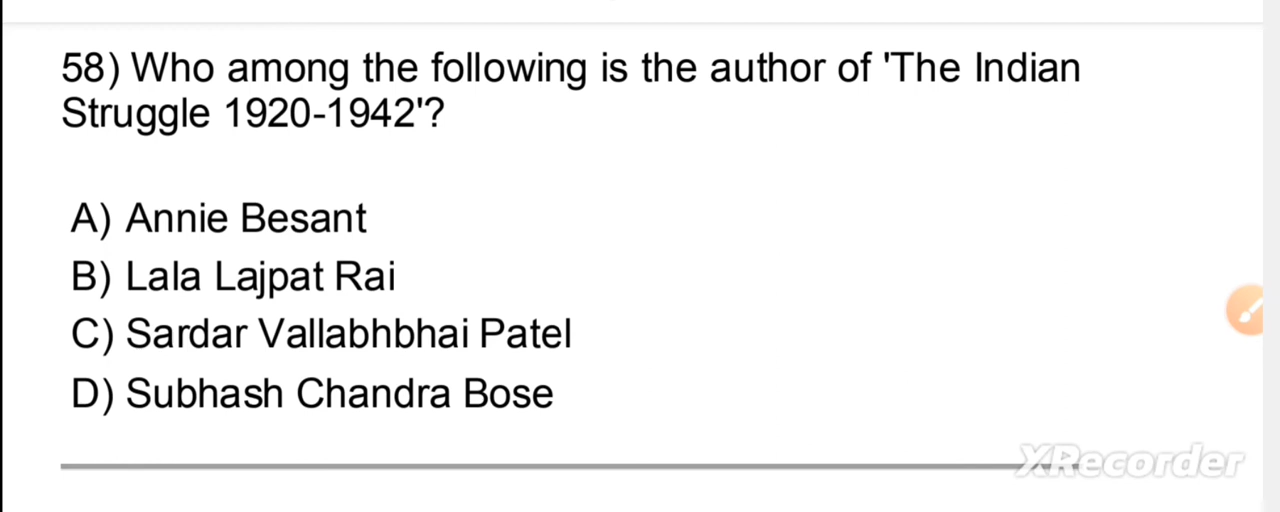 58) Who among the following is the author of 'The Indian
Struggle 1920-1942'?
A) Annie Besant
B) Lala Lajpat Rai
C) Sardar Vallabhbhai Patel
D) Subhash Chandra Bose
XRecorder